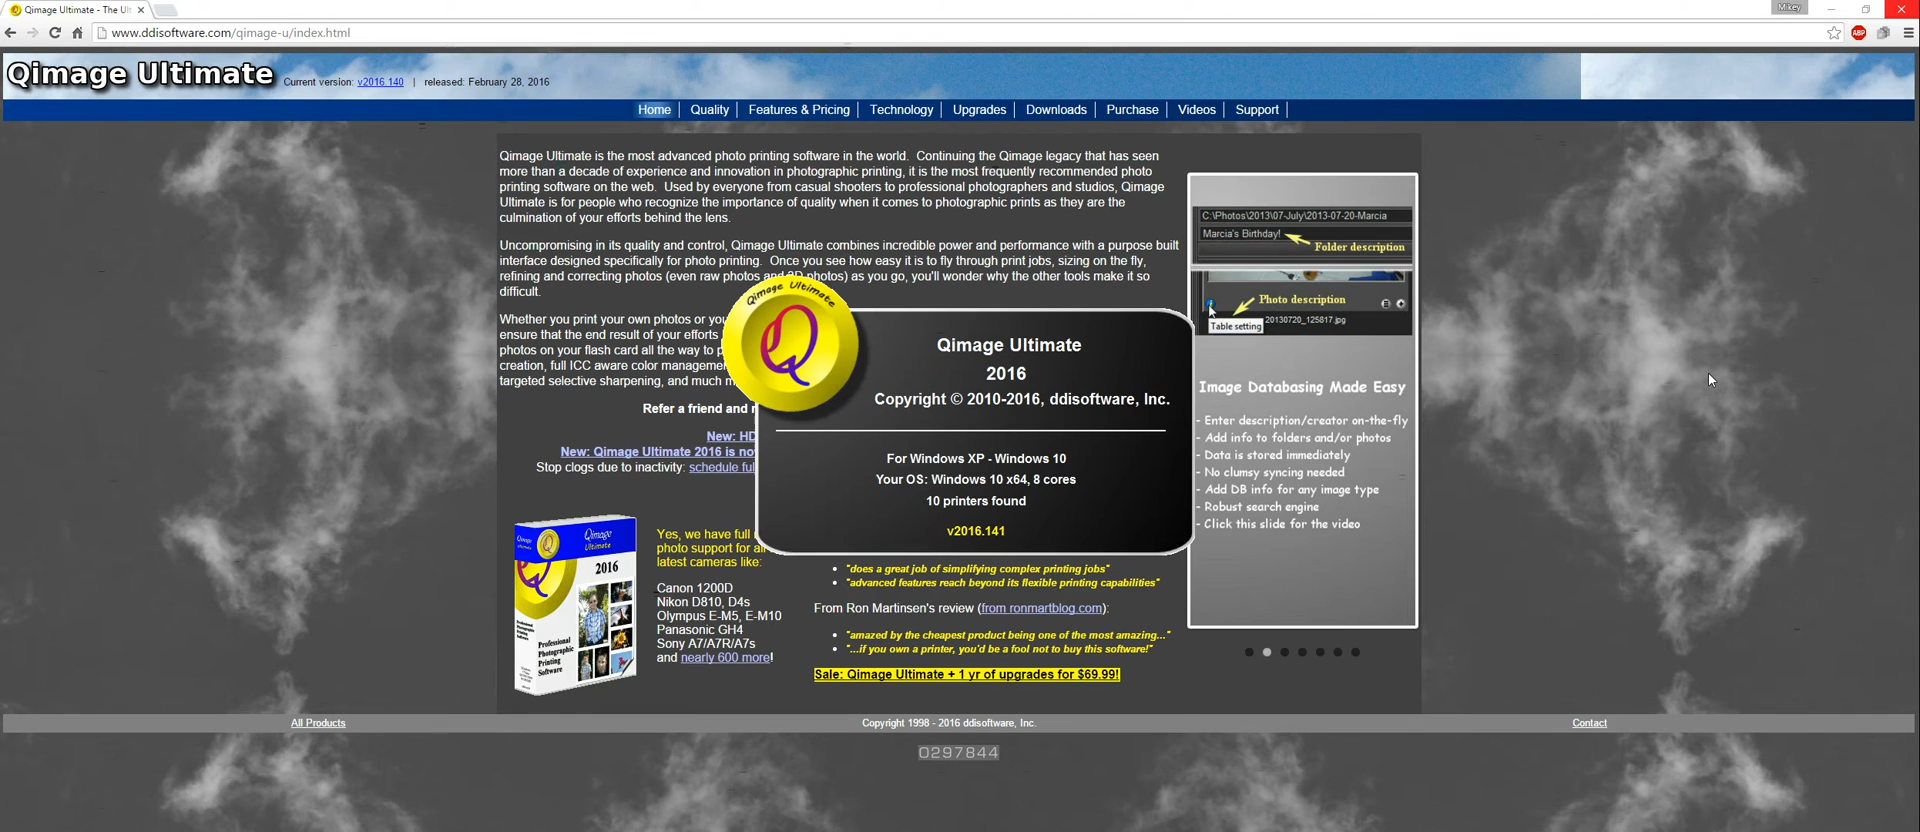 Qimage Ultimate - The Ult
Mikey
www.ddisoftware.com/qimage-u/index.html
ABP
Qimage Ultimate Current version: v2016.140 | released: February 28, 2016
Home | Quality | Features & Pricing | Technology | Upgrades | Downloads | Purchase | Videos | Support |
Qimage Ultimate is the most advanced photo printing software in the world. Continuing the Qimage legacy that has seen
more than a decade of experience and innovation in photographic printing, it is the most frequently recommended photo
printing software on the web. Used by everyone from casual shooters to professional photographers and studios, Qimage
Ultimate is for people who recognize the importance of quality when it comes to photographic prints as they are the
culmination of your efforts behind the lens.
Uncompromising in its quality and control, Qimage Ultimate combines incredible power and performance with a purpose built
interface designed specifically for photo printing. Once you see how easy it is to fly through print jobs, sizing on the fly,
refining and correcting photos (even raw photos and 3D photos) as you go, you'll wonder why the other tools make it so
difficult.
Whether you print your own photos or you
ensure that the end result of your efforts
photos on your flash card all the way to p
creation, full ICC aware color managemen
targeted selective sharpening, and much m
Refer a friend and
New: HD
New: Qimage Ultimate 2016 is no
Stop clogs due to inactivity: schedule ful
Qimage Ultimate
Q
Qimage Ultimate
2016
Copyright © 2010-2016, ddisoftware, Inc.
For Windows XP - Windows 10
Your OS: Windows 10 x64, 8 cores
10 printers found
v2016.141
C:\Photos\2013\07-July\2013-07-20-Marcia
Marcia's Birthday!
Folder description
Photo description
Table setting
20130720_125817.jpg
Image Databasing Made Easy
- Enter description/creator on-the-fly
- Add info to folders and/or photos
- Data is stored immediately
- No clumsy syncing needed
- Add DB info for any image type
- Robust search engine
- Click this slide for the video
Qimage
Ultimate
2016
Professional
Photographic
Printing
Software
Yes, we have full
photo support for all
latest cameras like:
Canon 1200D
Nikon D810, D4s
Olympus E-M5, E-M10
Panasonic GH4
Sony A7/A7R/A7s
and nearly 600 more!
• "does a great job of simplifying complex printing jobs"
• "advanced features reach beyond its flexible printing capabilities"
From Ron Martinsen's review (from ronmartblog.com):
• "amazed by the cheapest product being one of the most amazing..."
• "...if you own a printer, you'd be a fool not to buy this software!"
Sale: Qimage Ultimate + 1 yr of upgrades for $69.99!
All Products
Copyright 1998 - 2016 ddisoftware, Inc.
Contact
0297844